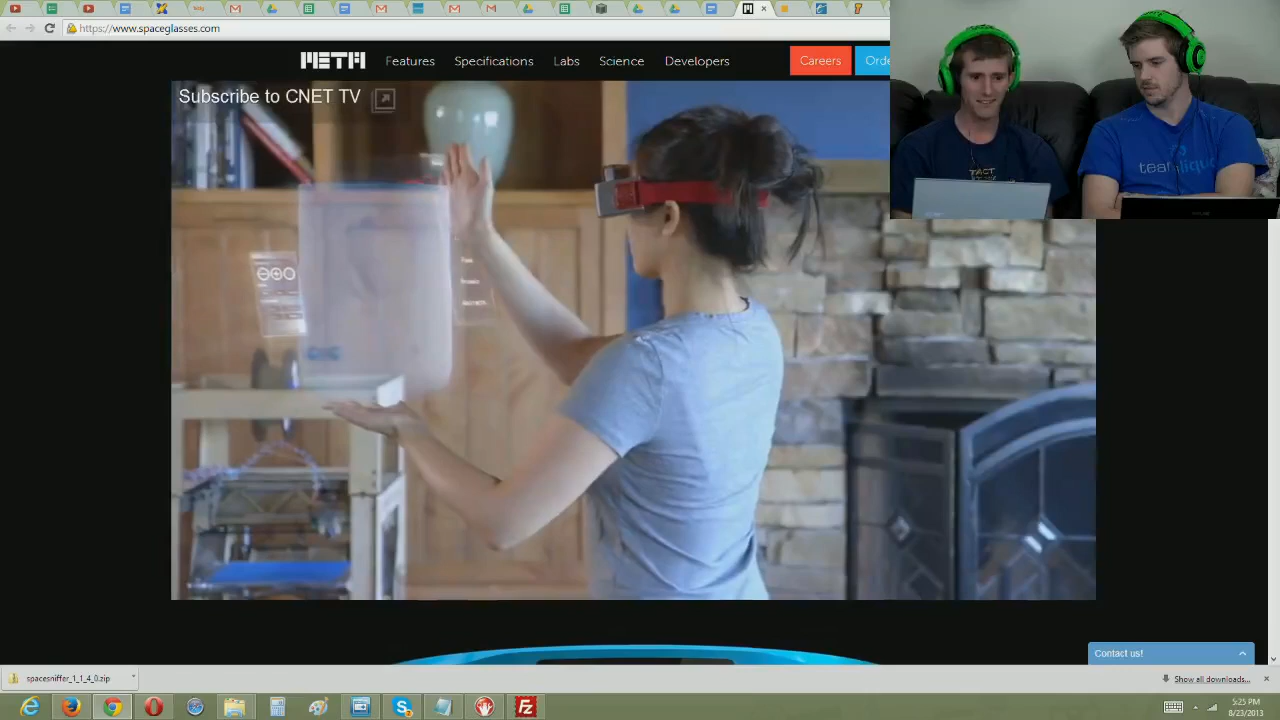 https://www.spaceglasses.com
META
Features
Specifications
Labs
Science
Developers
Careers
Subscribe to CNET TV
Contact us!
spacesniffer_1_1_4_0.zip
Show all downloads...
5:25 PM
8/23/2013